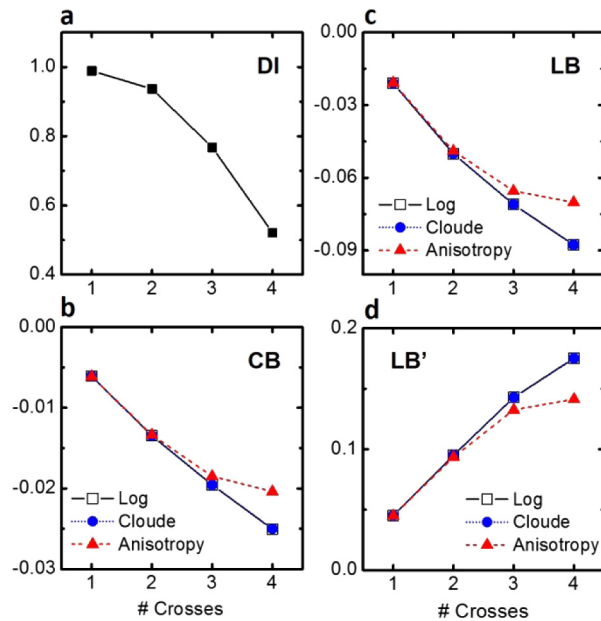 a
DI
1.0
0.8
0.6
0.4
1 2 3 4
b
CB
0.00
-0.01
-0.02
-0.03
Log
Cloude
Anisotropy
1 2 3 4
# Crosses
c
LB
0.00
-0.03
-0.06
-0.09
Log
Cloude
Anisotropy
1 2 3 4
d
LB’
0.2
0.1
0.0
Log
Cloude
Anisotropy
1 2 3 4
# Crosses